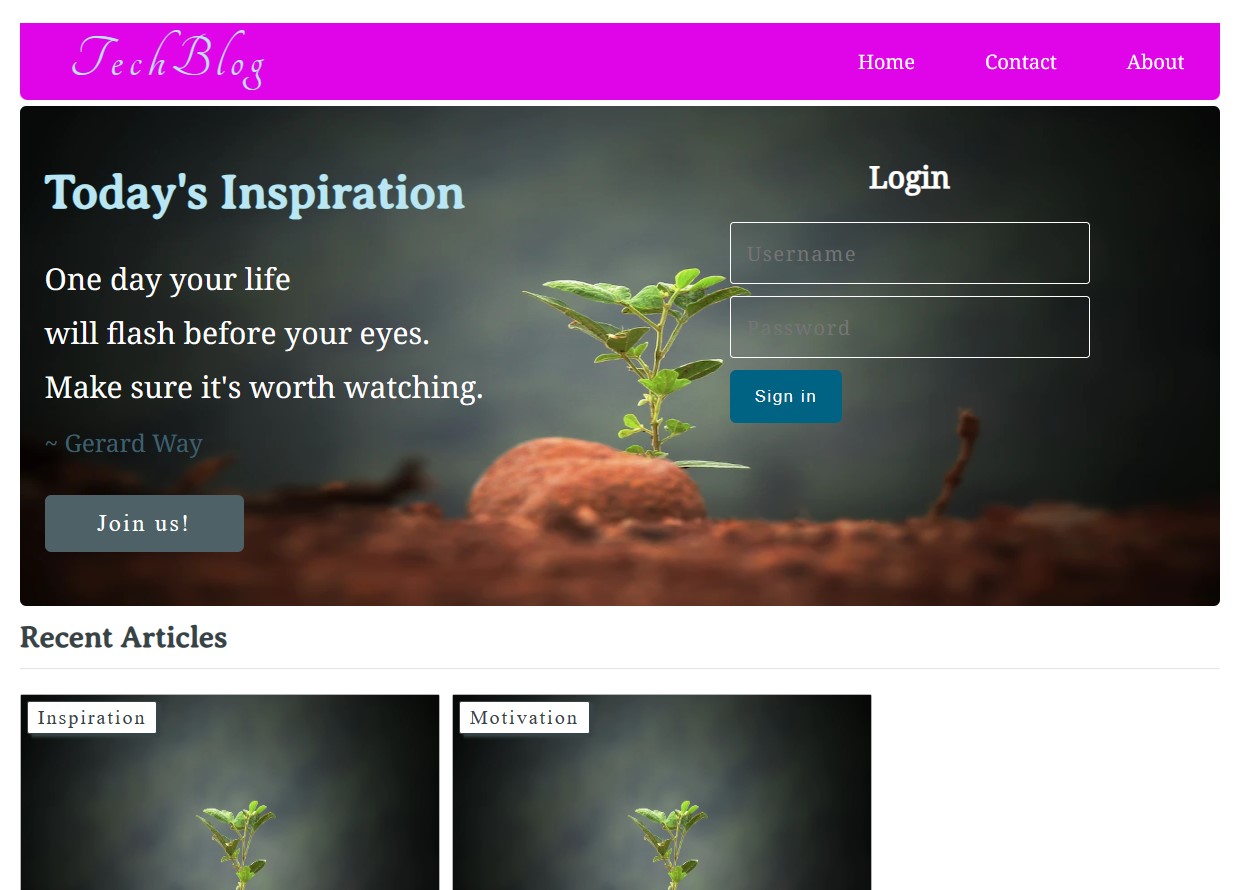 TechBlog
Home Contact About
Today's Inspiration
One day your life
will flash before your eyes.
Make sure it's worth watching.
~ Gerard Way
Join us!
Login
Username
Password
Sign in
Recent Articles
Inspiration
Motivation